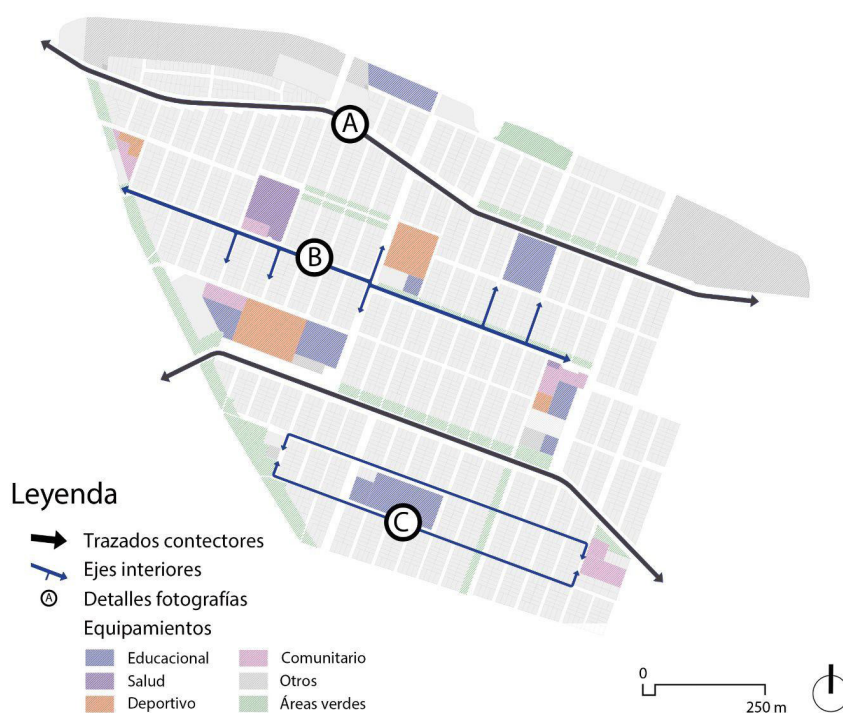 A
B
C
Leyenda
Trazados contectores
Ejes interiores
A Detalles fotografías
Equipamientos
Educacional Comunitario
Salud Otros
Deportivo Áreas verdes
0
250 m